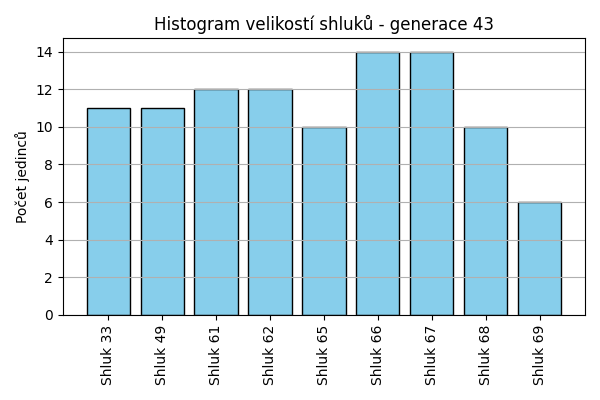 Histogram velikostí shluků - generace 43
Počet jedinců
14
12
10
8
6
4
2
0
Shluk 33
Shluk 49
Shluk 61
Shluk 62
Shluk 65
Shluk 66
Shluk 67
Shluk 68
Shluk 69